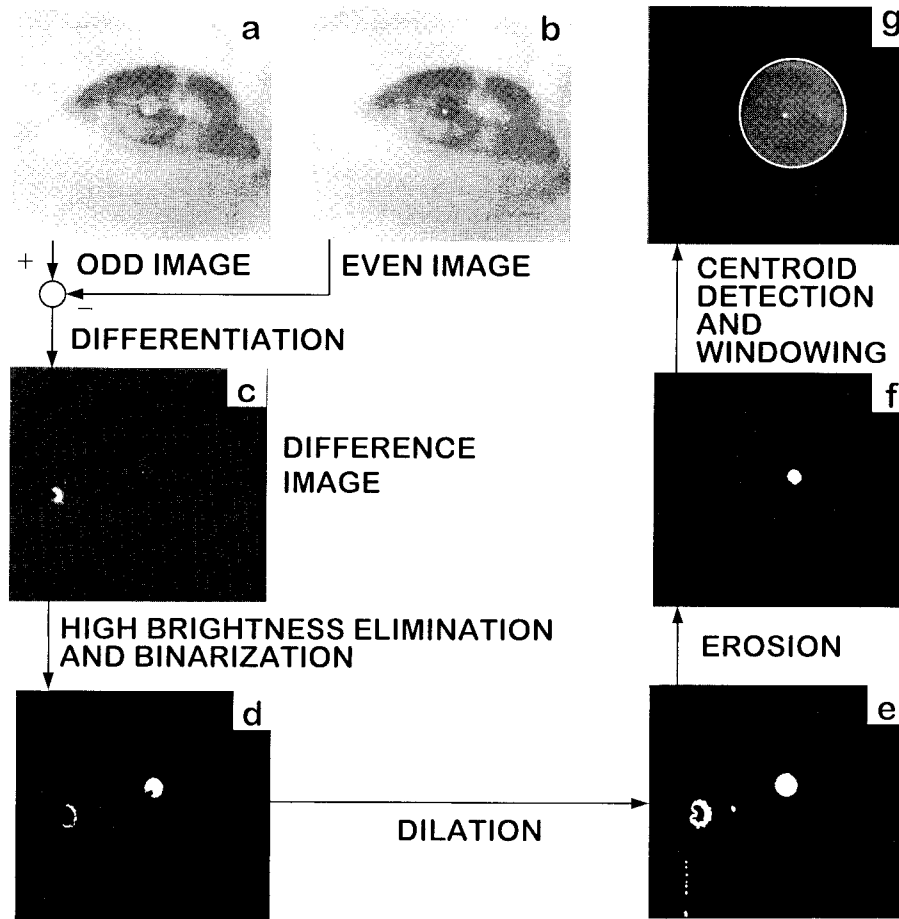 a
b
g
+
ODD IMAGE
EVEN IMAGE
−
DIFFERENTIATION
CENTROID
DETECTION
AND
WINDOWING
c
DIFFERENCE
IMAGE
f
HIGH BRIGHTNESS ELIMINATION
AND BINARIZATION
EROSION
d
e
DILATION